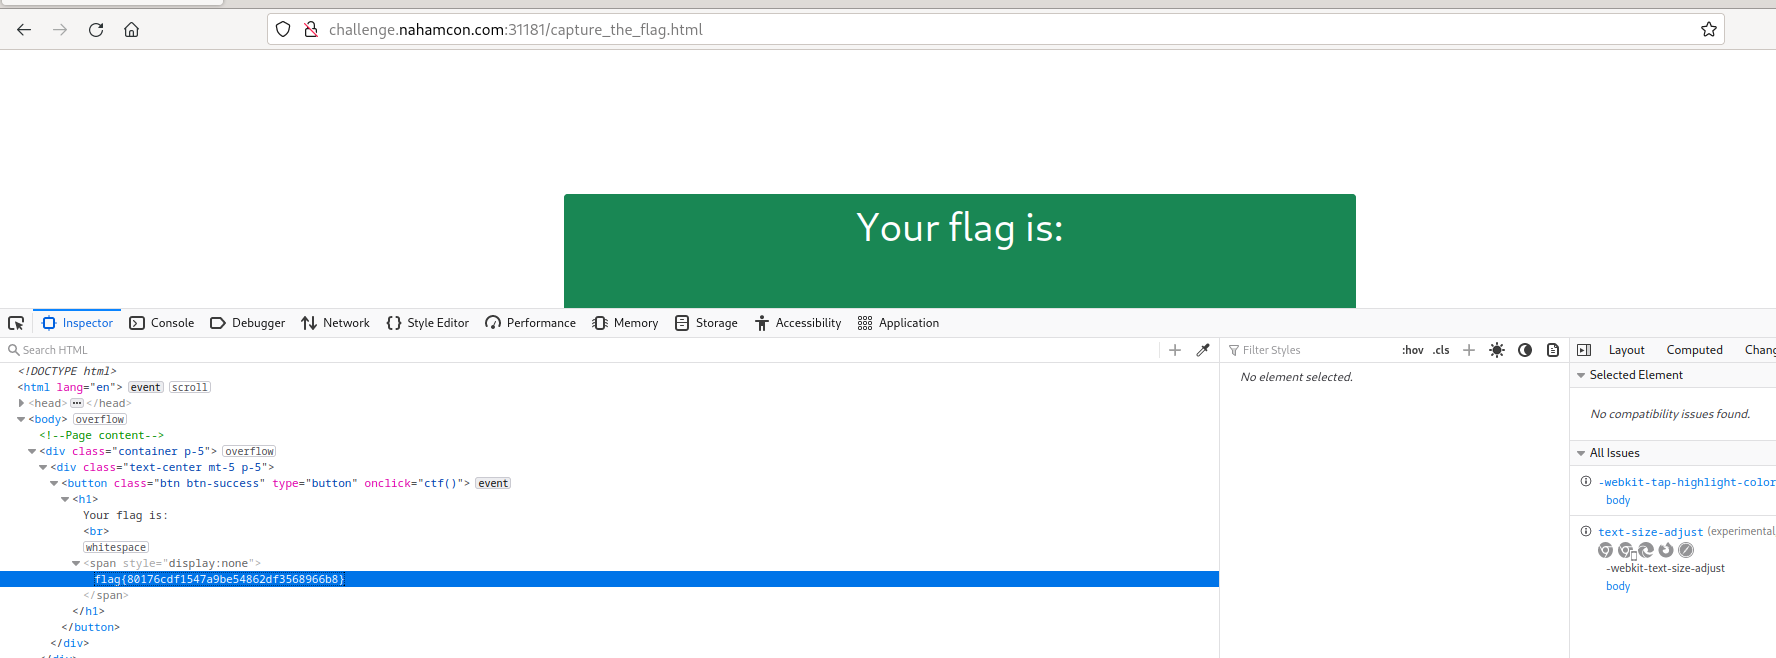 challenge.nahamcon.com:31181/capture_the_flag.html
Your flag is:
Inspector Console Debugger Network Style Editor Performance Memory Storage Accessibility Application
Search HTML
Filter Styles
:hov .cls
Layout Computed Chang
<!DOCTYPE html>
<html lang="en"> event scroll
<head> ••• </head>
<body> overflow
<!--Page content-->
<div class="container p-5"> overflow
<div class="text-center mt-5 p-5">
<button class="btn btn-success" type="button" onclick="ctf()"> event
<h1>
Your flag is:
<br>
whitespace
<span style="display:none">
flag{80176cdf1547a9be54862df3568966b8}
</span>
</h1>
</button>
</div>
</div>
No element selected.
Selected Element
No compatibility issues found.
All Issues
-webkit-tap-highlight-color
body
text-size-adjust (experimental
-webkit-text-size-adjust
body